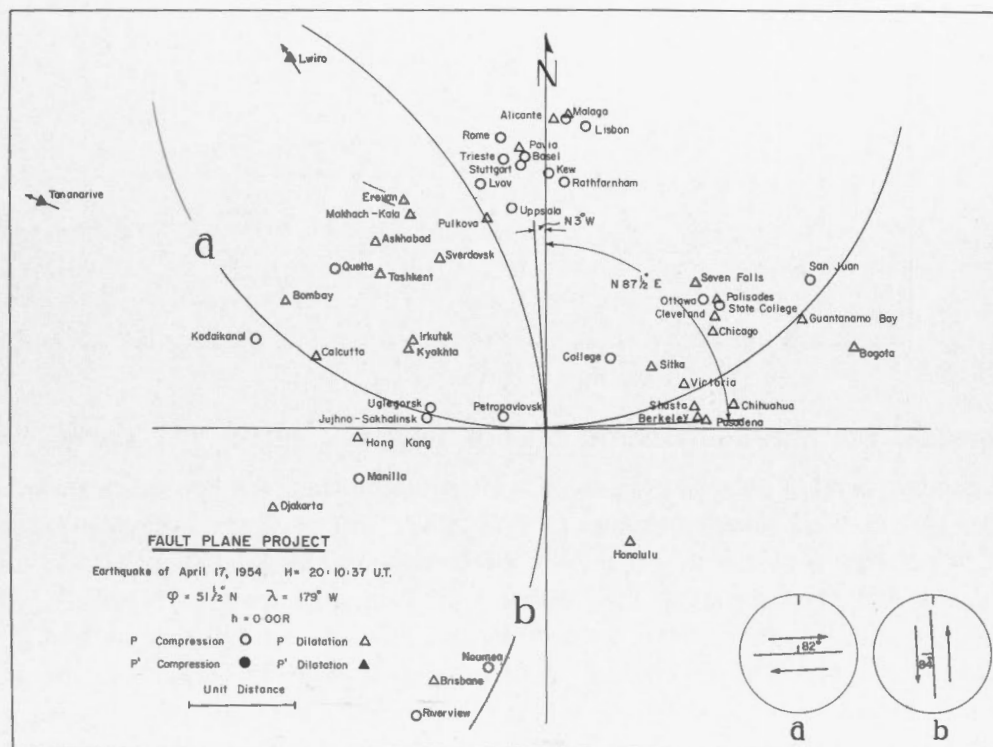 Lwiro
N
Alicante
Malaga
Lisbon
Rome
Pavia
Trieste
Basel
Stuttgart
Kew
Lvov
Rathfarnham
Tananarive
Erevan
Makhach-Kala
Pulkovo
Uppsala
N 3° W
a
Askhabad
Sverdovsk
Quetta
Tashkent
N 87½° E
Seven Falls
San Juan
Bombay
Ottawa
Palisades
State College
Cleveland
Guantanamo Bay
Chicago
Kodaikanal
Irkutsk
Kyakhla
Calcutta
College
Sitka
Bogota
Victoria
Uglegorsk
Petropavlovsk
Shasta
Chihuahua
Jujhno-Sakhalinsk
Berkeley
Pasadena
Hong Kong
Manilla
Djakarta
Honolulu
FAULT PLANE PROJECT
Earthquake of April 17, 1954 H = 20:10:37 U.T.
φ = 51½° N λ = 179° W
h = 0.00R
P Compression P Dilatation
P' Compression P' Dilatation
Unit Distance
b
Noumea
Brisbane
Riverview
82°
84°
a
b